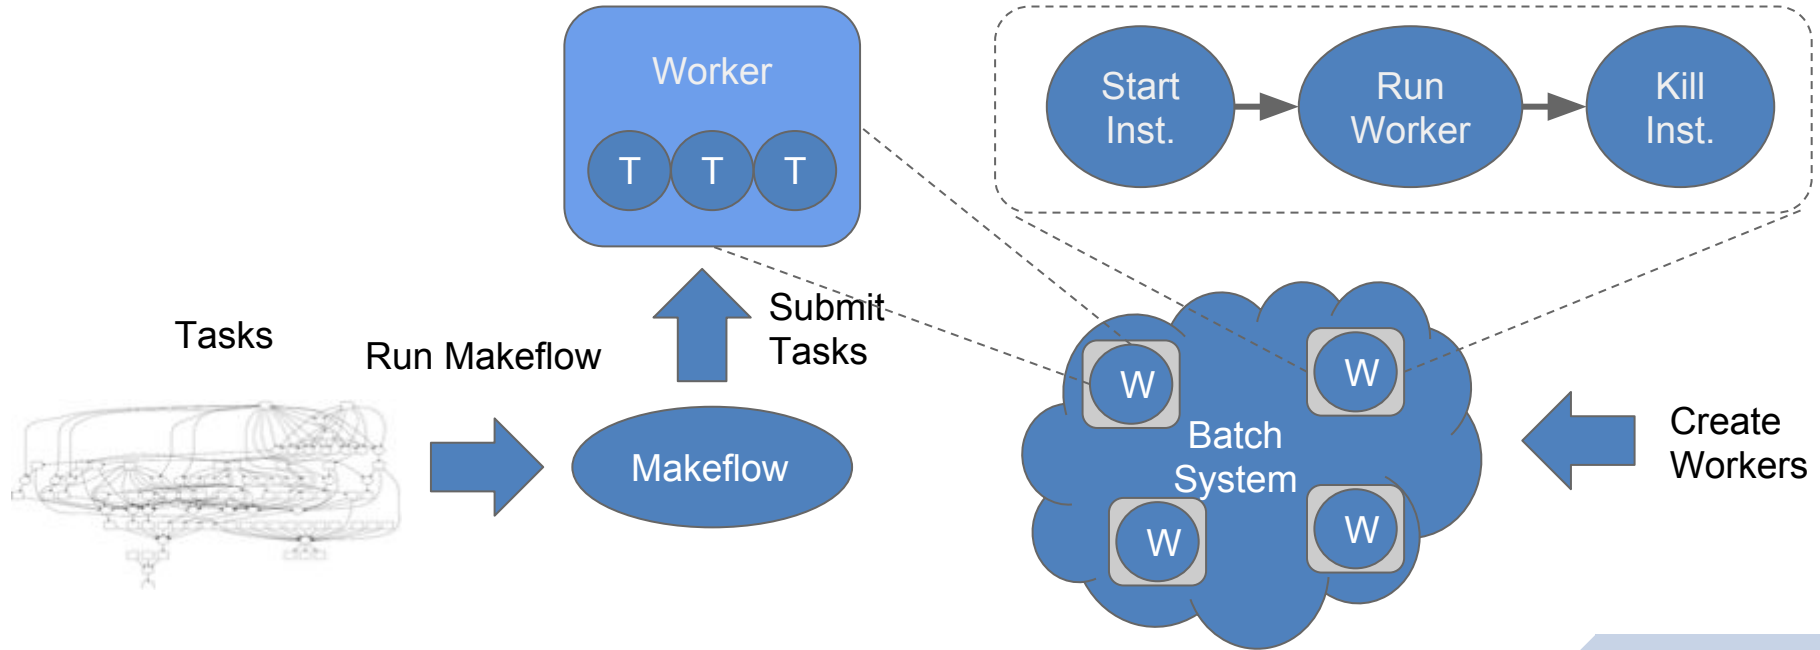 Worker
T T T
Start
Inst.
Run
Worker
Kill
Inst.
Tasks
Run Makeflow
Submit
Tasks
Makeflow
W
W
Batch
System
W
W
Create
Workers